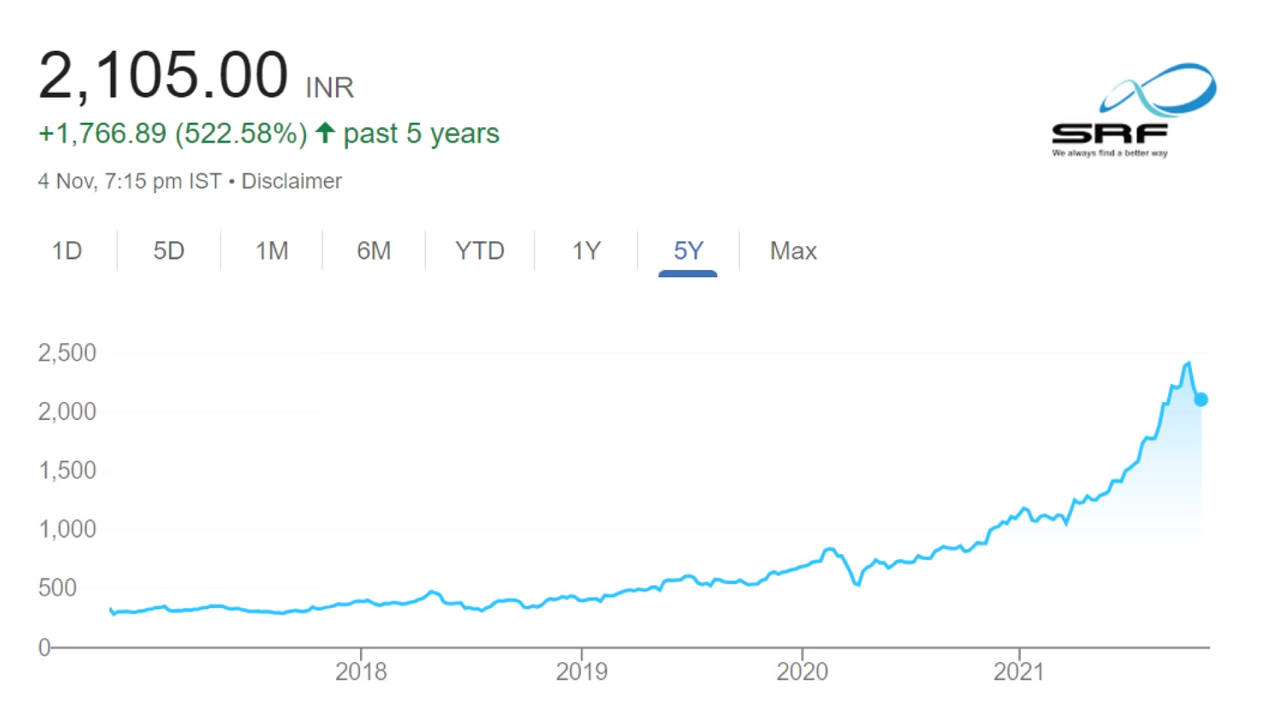 2,105.00 INR
+1,766.89 (522.58%) ↑ past 5 years
4 Nov, 7:15 pm IST • Disclaimer
SRF
We always find a better way
1D 5D 1M 6M YTD 1Y 5Y Max
2,500
2,000
1,500
1,000
500
0
2018 2019 2020 2021